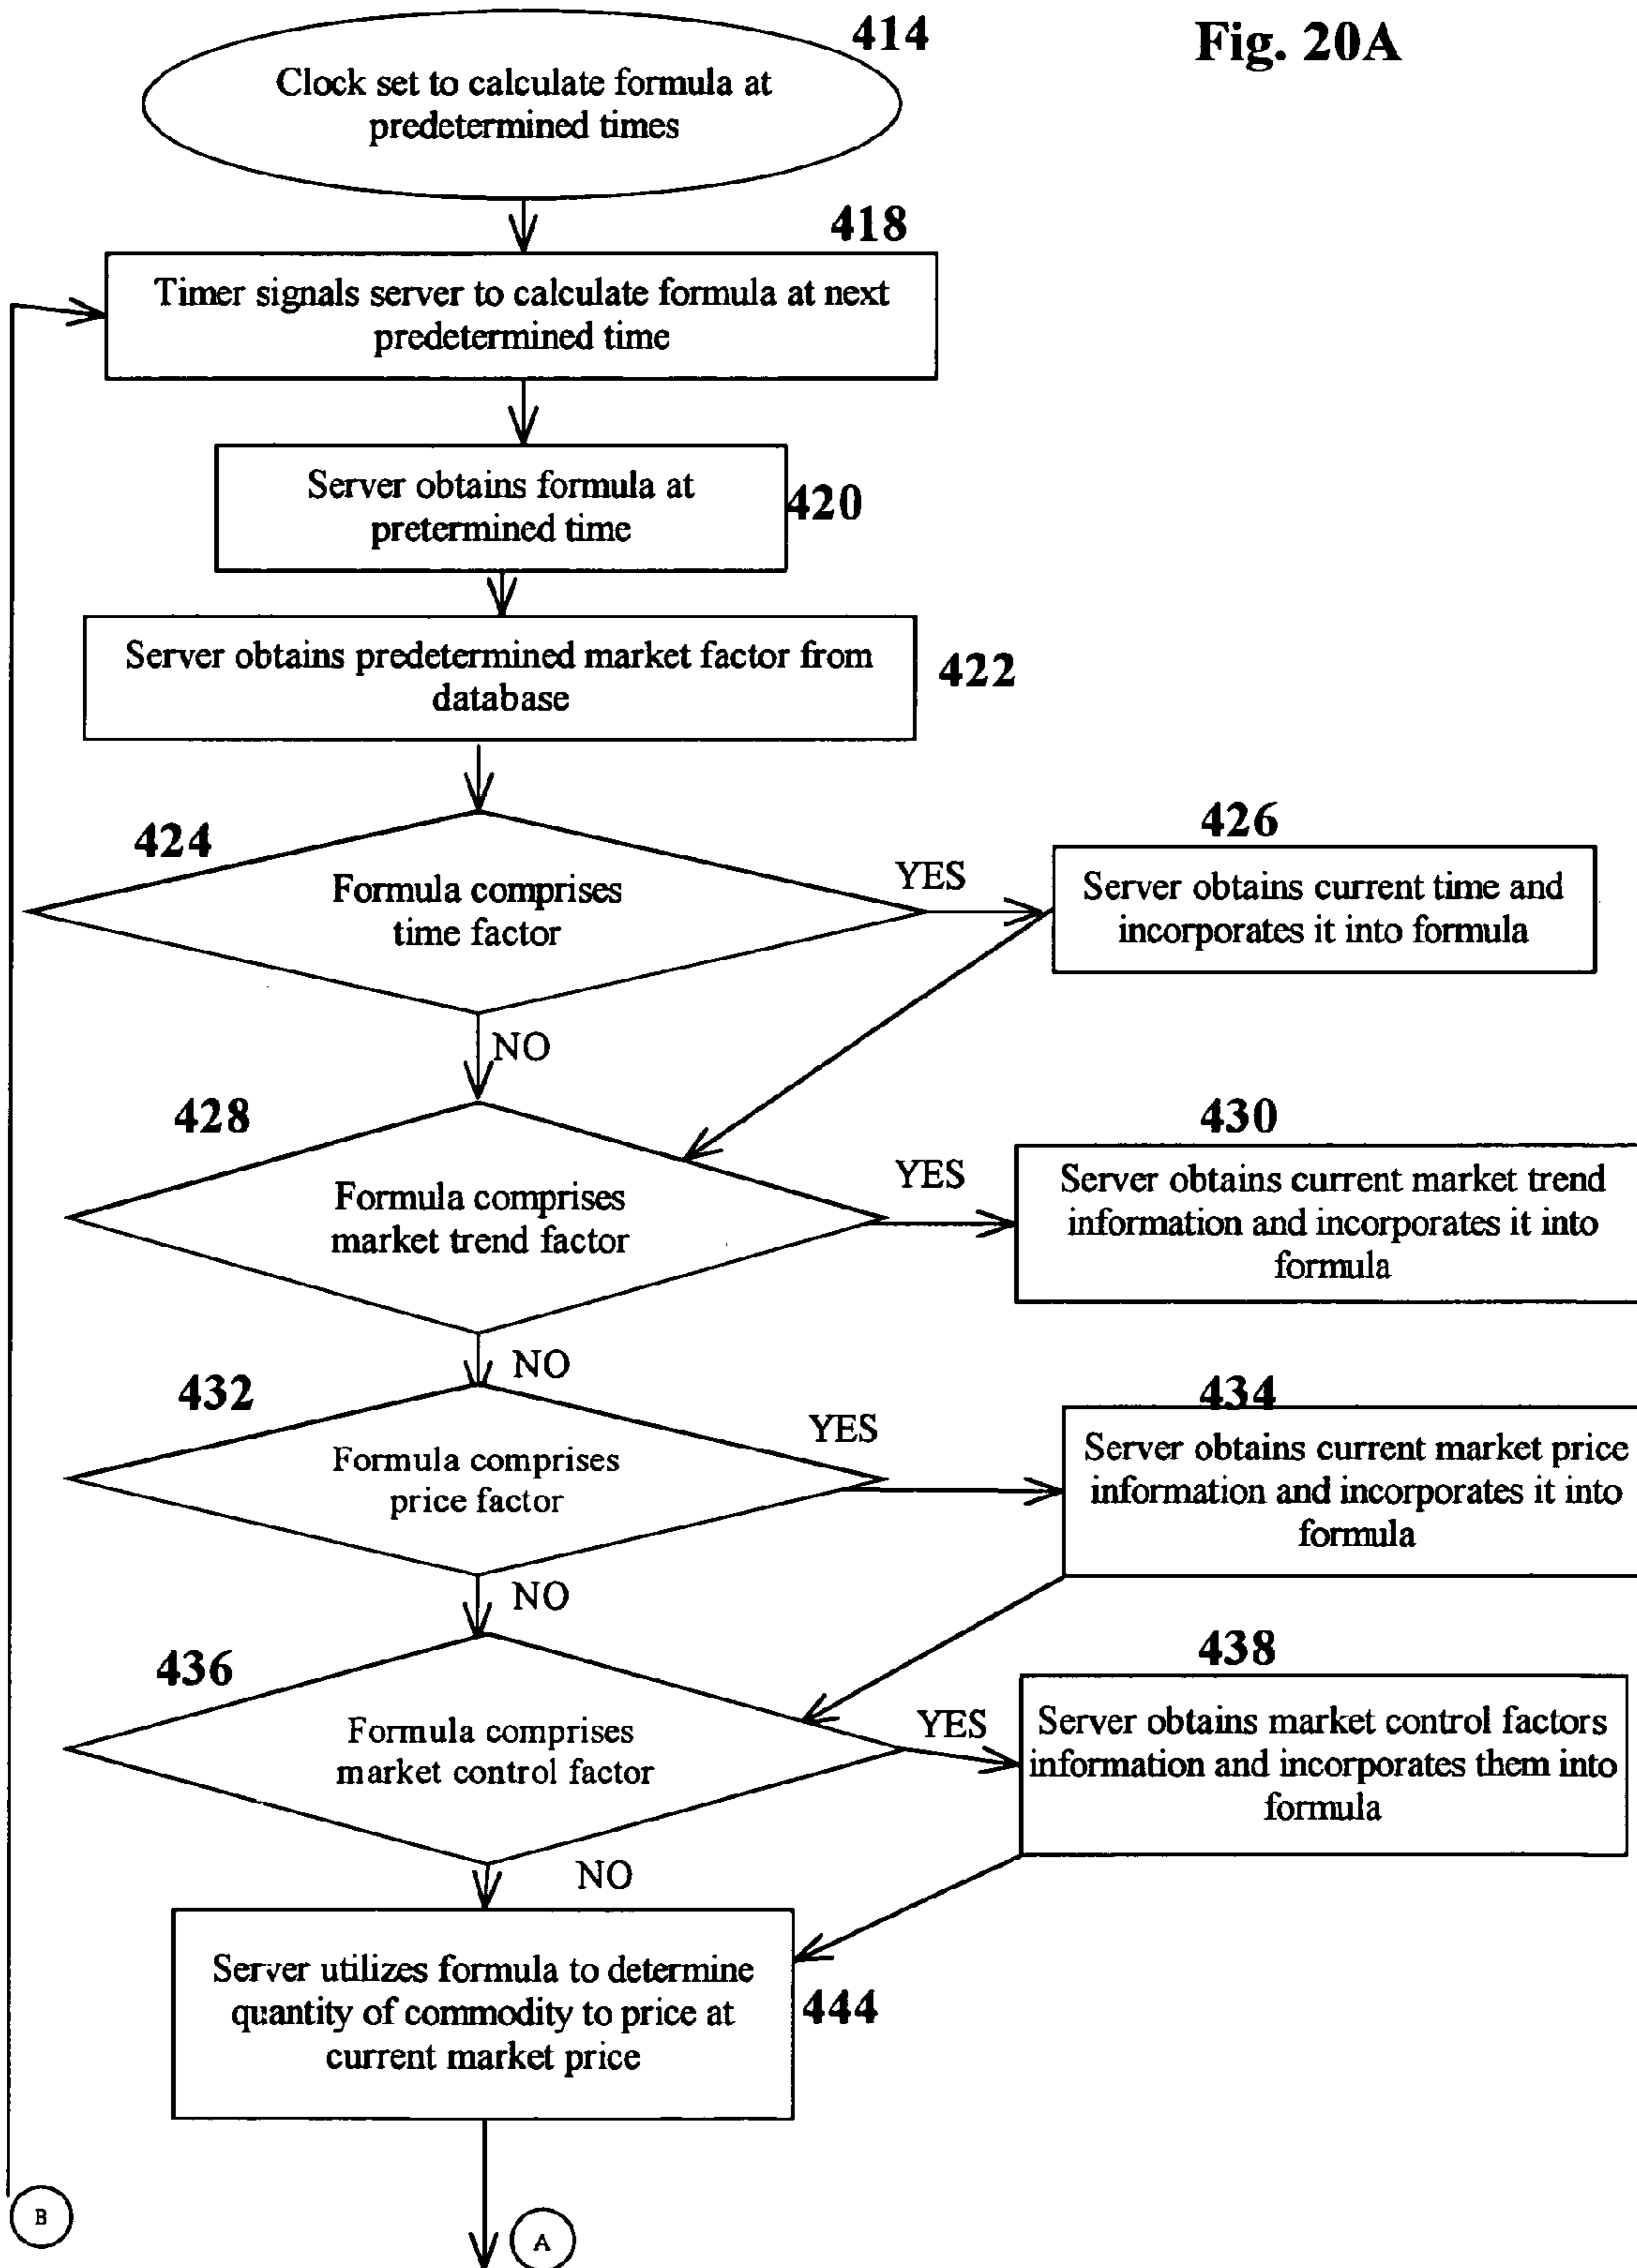 Fig. 20A
414
Clock set to calculate formula at
predetermined times
418
Timer signals server to calculate formula at next
predetermined time
Server obtains formula at
pretermined time
420
Server obtains predetermined market factor from
database
422
424
Formula comprises
time factor
YES
426
Server obtains current time and
incorporates it into formula
NO
428
Formula comprises
market trend factor
YES
430
Server obtains current market trend
information and incorporates it into
formula
NO
432
Formula comprises
price factor
YES
434
Server obtains current market price
information and incorporates it into
formula
NO
436
Formula comprises
market control factor
YES
438
Server obtains market control factors
information and incorporates them into
formula
NO
Server utilizes formula to determine
quantity of commodity to price at
current market price
444
B
A